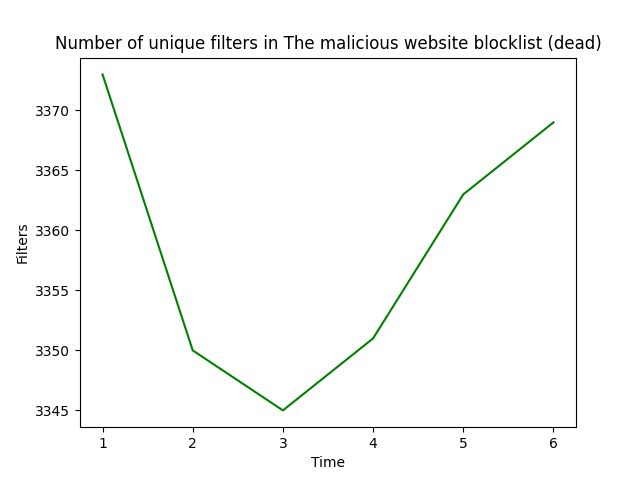 Number of unique filters in The malicious website blocklist (dead)
3370
3365
3360
3355
3350
3345
Filters
1 2 3 4 5 6
Time